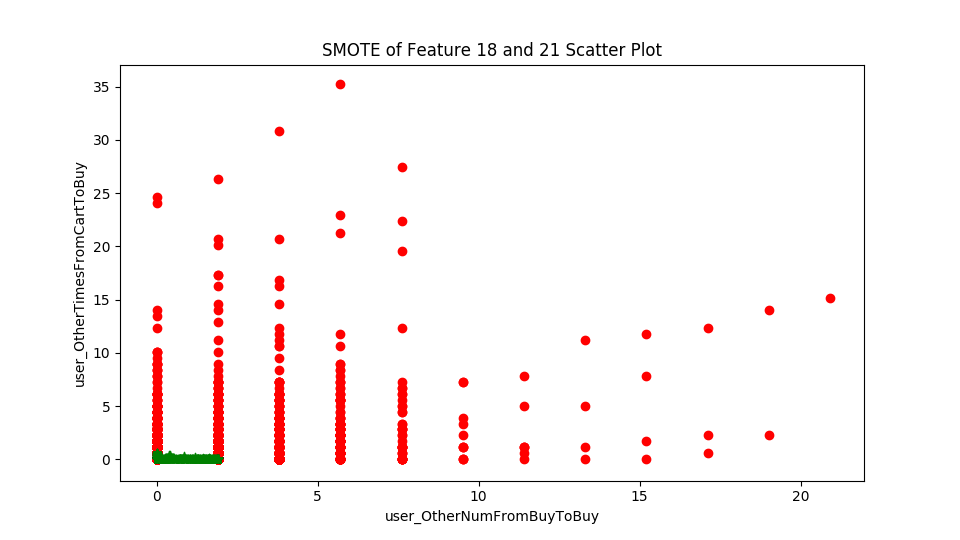 SMOTE of Feature 18 and 21 Scatter Plot
user_OtherTimesFromCartToBuy
35
30
25
20
15
10
5
0
0 5 10 15 20
user_OtherNumFromBuyToBuy